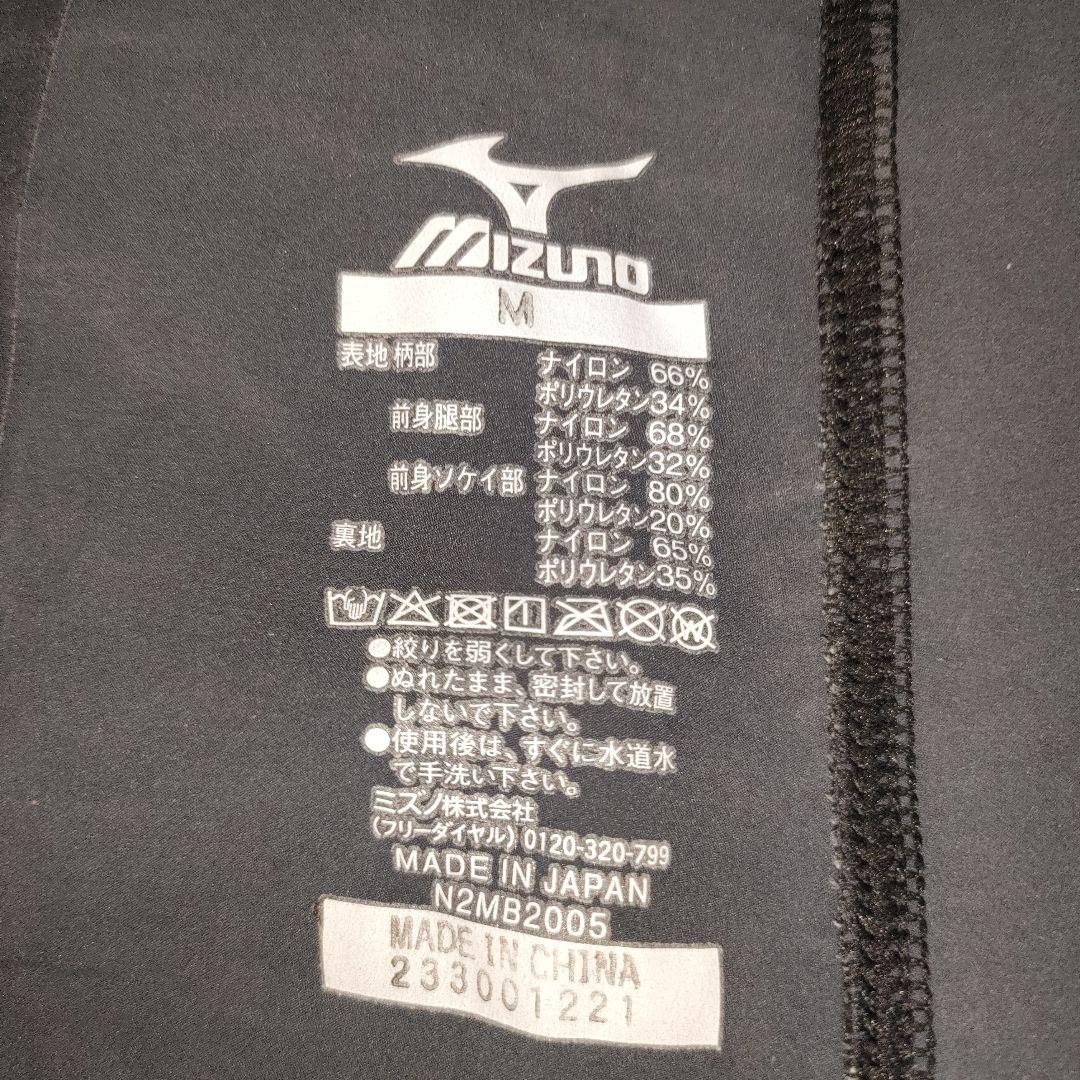 MIZUNO
M
表地 柄部 ナイロン 66%
ポリウレタン34%
前身腿部 ナイロン 68%
ポリウレタン32%
前身ソケイ部 ナイロン 80%
ポリウレタン20%
裏地 ナイロン 65%
ポリウレタン35%
W
●絞りを弱くして下さい。
●ぬれたまま、密封して放置
しないで下さい。
●使用後は、すぐに水道水
で手洗い下さい。
ミズノ株式会社
(フリーダイヤル) 0120-320-799
MADE IN JAPAN
N2MB2005
MADE IN CHINA
233001221